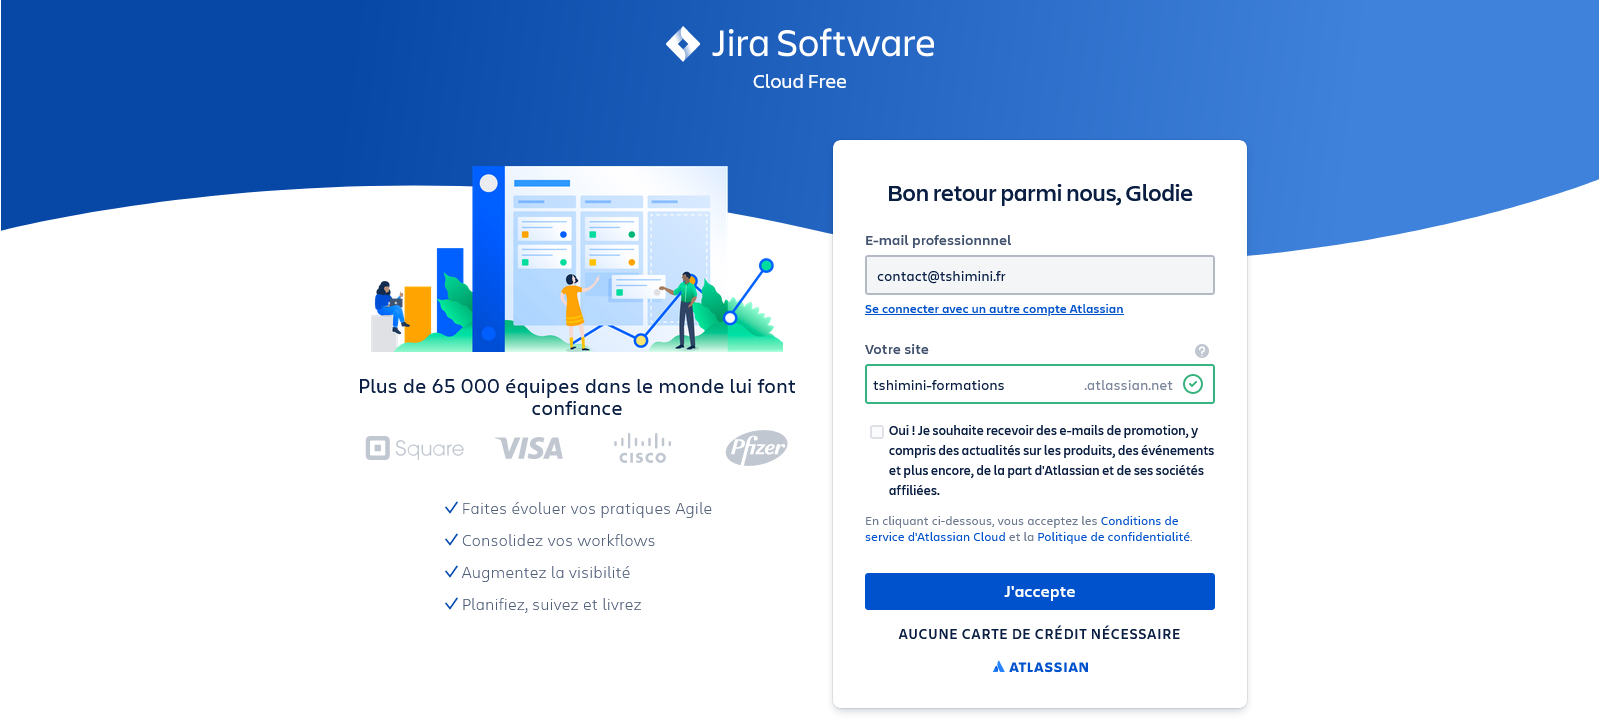 Jira Software
Cloud Free
Plus de 65 000 équipes dans le monde lui font
confiance
Square VISA CISCO Pfizer
Faites évoluer vos pratiques Agile
Consolidez vos workflows
Augmentez la visibilité
Planifiez, suivez et livrez
Bon retour parmi nous, Glodie
E-mail professionnnel
contact@tshimini.fr
Se connecter avec un autre compte Atlassian
Votre site ?
tshimini-formations .atlassian.net
Oui ! Je souhaite recevoir des e-mails de promotion, y
compris des actualités sur les produits, des événements
et plus encore, de la part d'Atlassian et de ses sociétés
affiliées.
En cliquant ci-dessous, vous acceptez les Conditions de
service d'Atlassian Cloud et la Politique de confidentialité.
J'accepte
AUCUNE CARTE DE CRÉDIT NÉCESSAIRE
ATLASSIAN